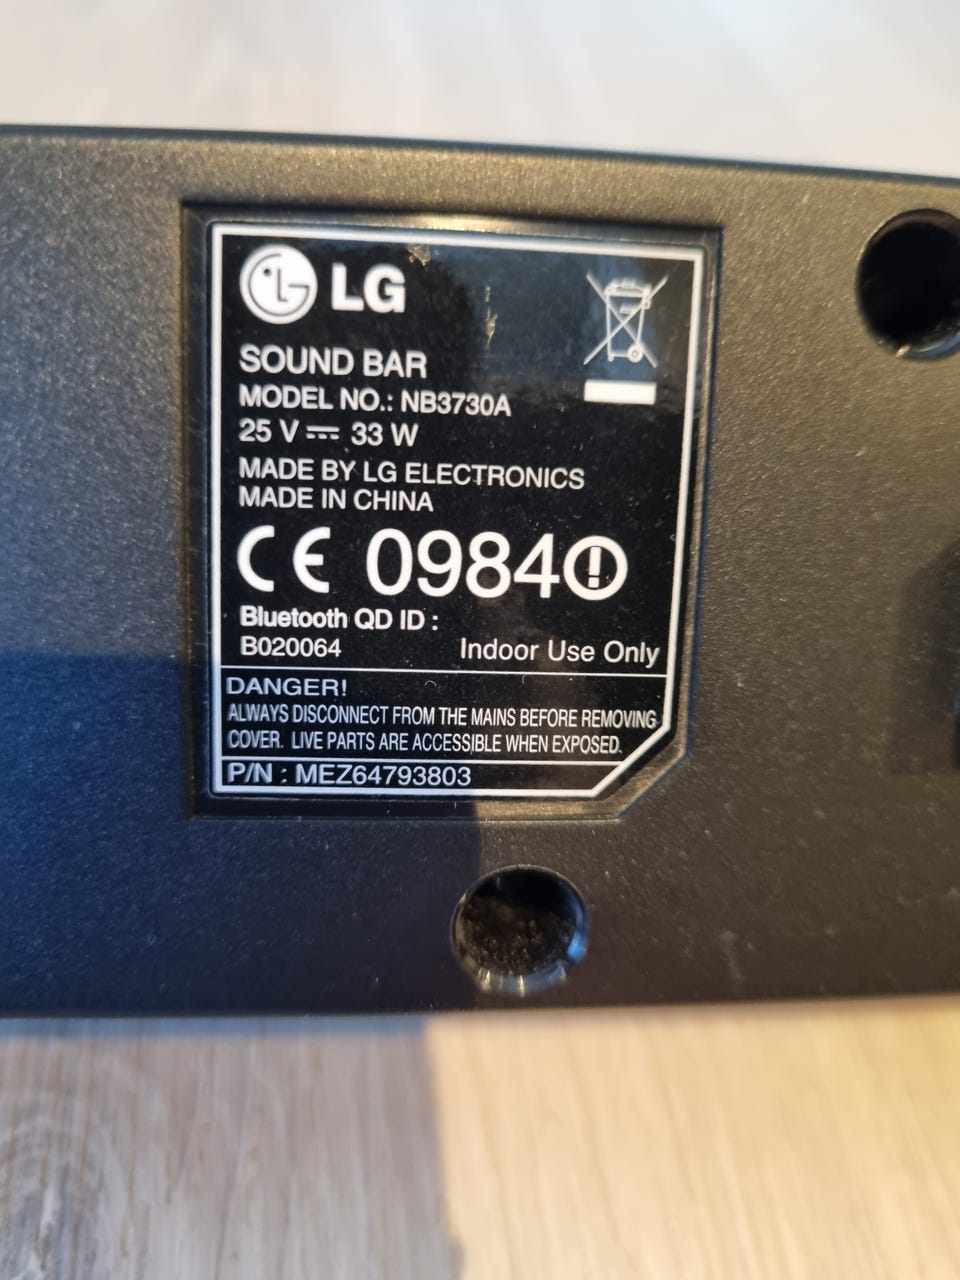 LG
SOUND BAR
MODEL NO.: NB3730A
25 V ⎓ 33 W
MADE BY LG ELECTRONICS
MADE IN CHINA
CE 0984
Bluetooth QD ID :
B020064 Indoor Use Only
DANGER!
ALWAYS DISCONNECT FROM THE MAINS BEFORE REMOVING
COVER. LIVE PARTS ARE ACCESSIBLE WHEN EXPOSED.
P/N : MEZ64793803